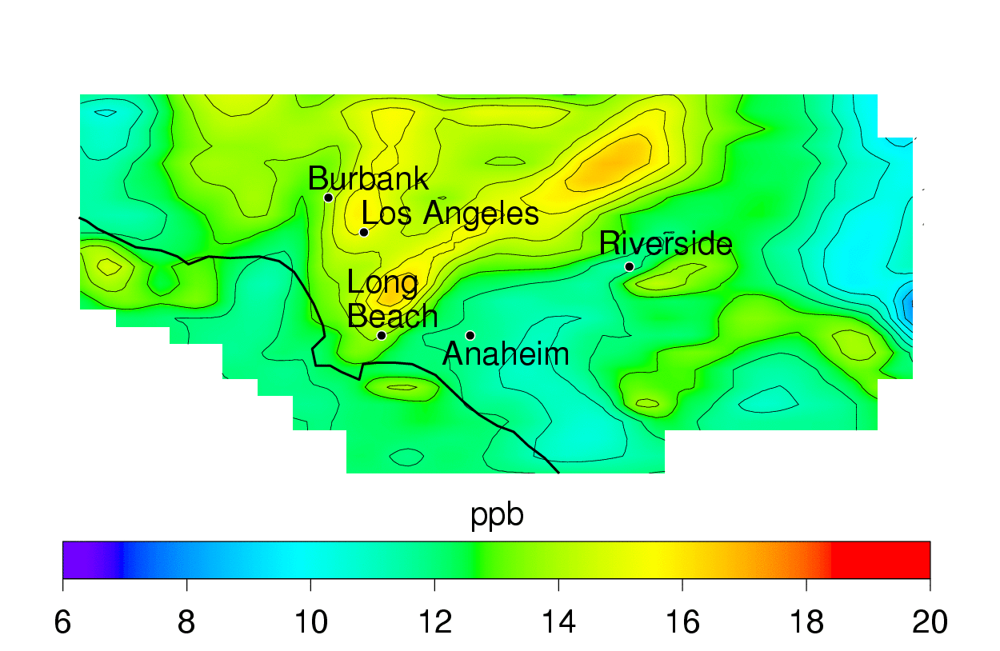 Burbank
Los Angeles
Riverside
Long
Beach
Anaheim
ppb
6 8 10 12 14 16 18 20